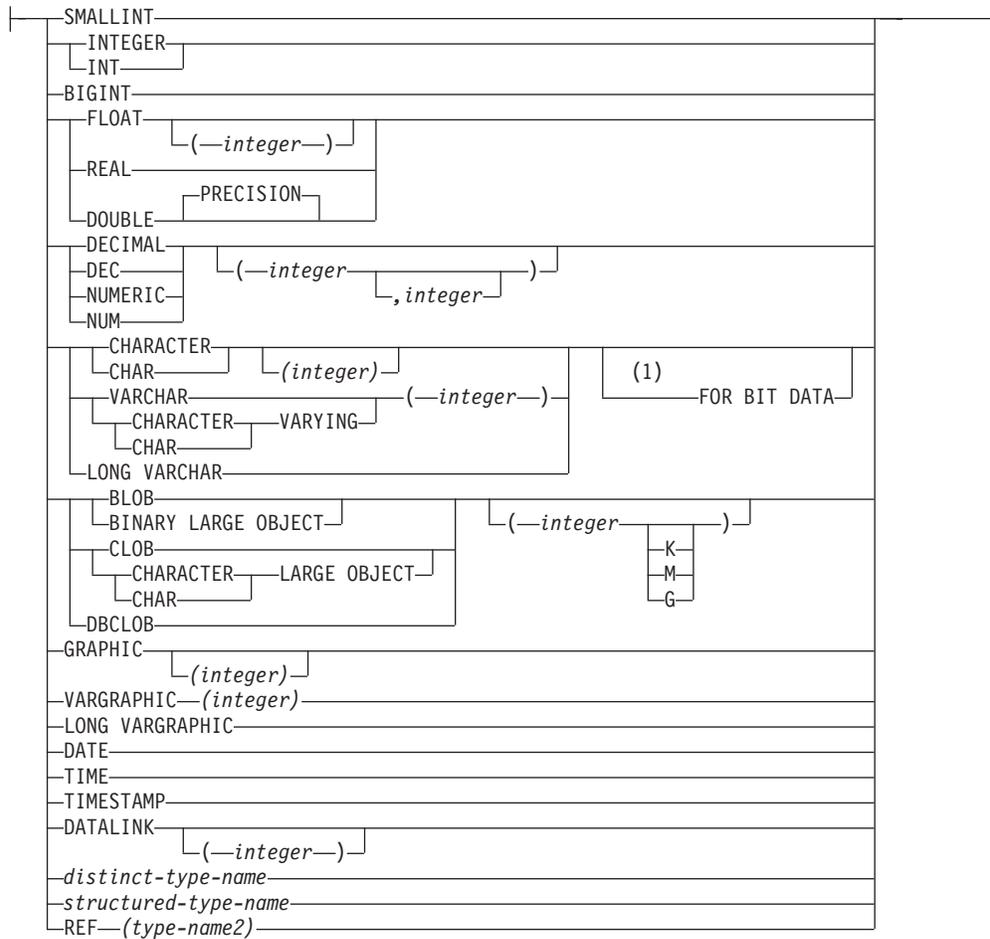 SMALLINT
INTEGER
INT
BIGINT
FLOAT
(integer)
REAL
PRECISION
DOUBLE
DECIMAL
DEC (integer )
NUMERIC ,integer
NUM
CHARACTER
CHAR (integer) (1)
VARCHAR (integer) FOR BIT DATA
CHARACTER VARYING
CHAR
LONG VARCHAR
BLOB
BINARY LARGE OBJECT (integer )
CLOB K
CHARACTER LARGE OBJECT M
CHAR G
DBCLOB
GRAPHIC
(integer)
VARGRAPHIC (integer)
LONG VARGRAPHIC
DATE
TIME
TIMESTAMP
DATALINK
(integer)
distinct-type-name
structured-type-name
REF (type-name2)